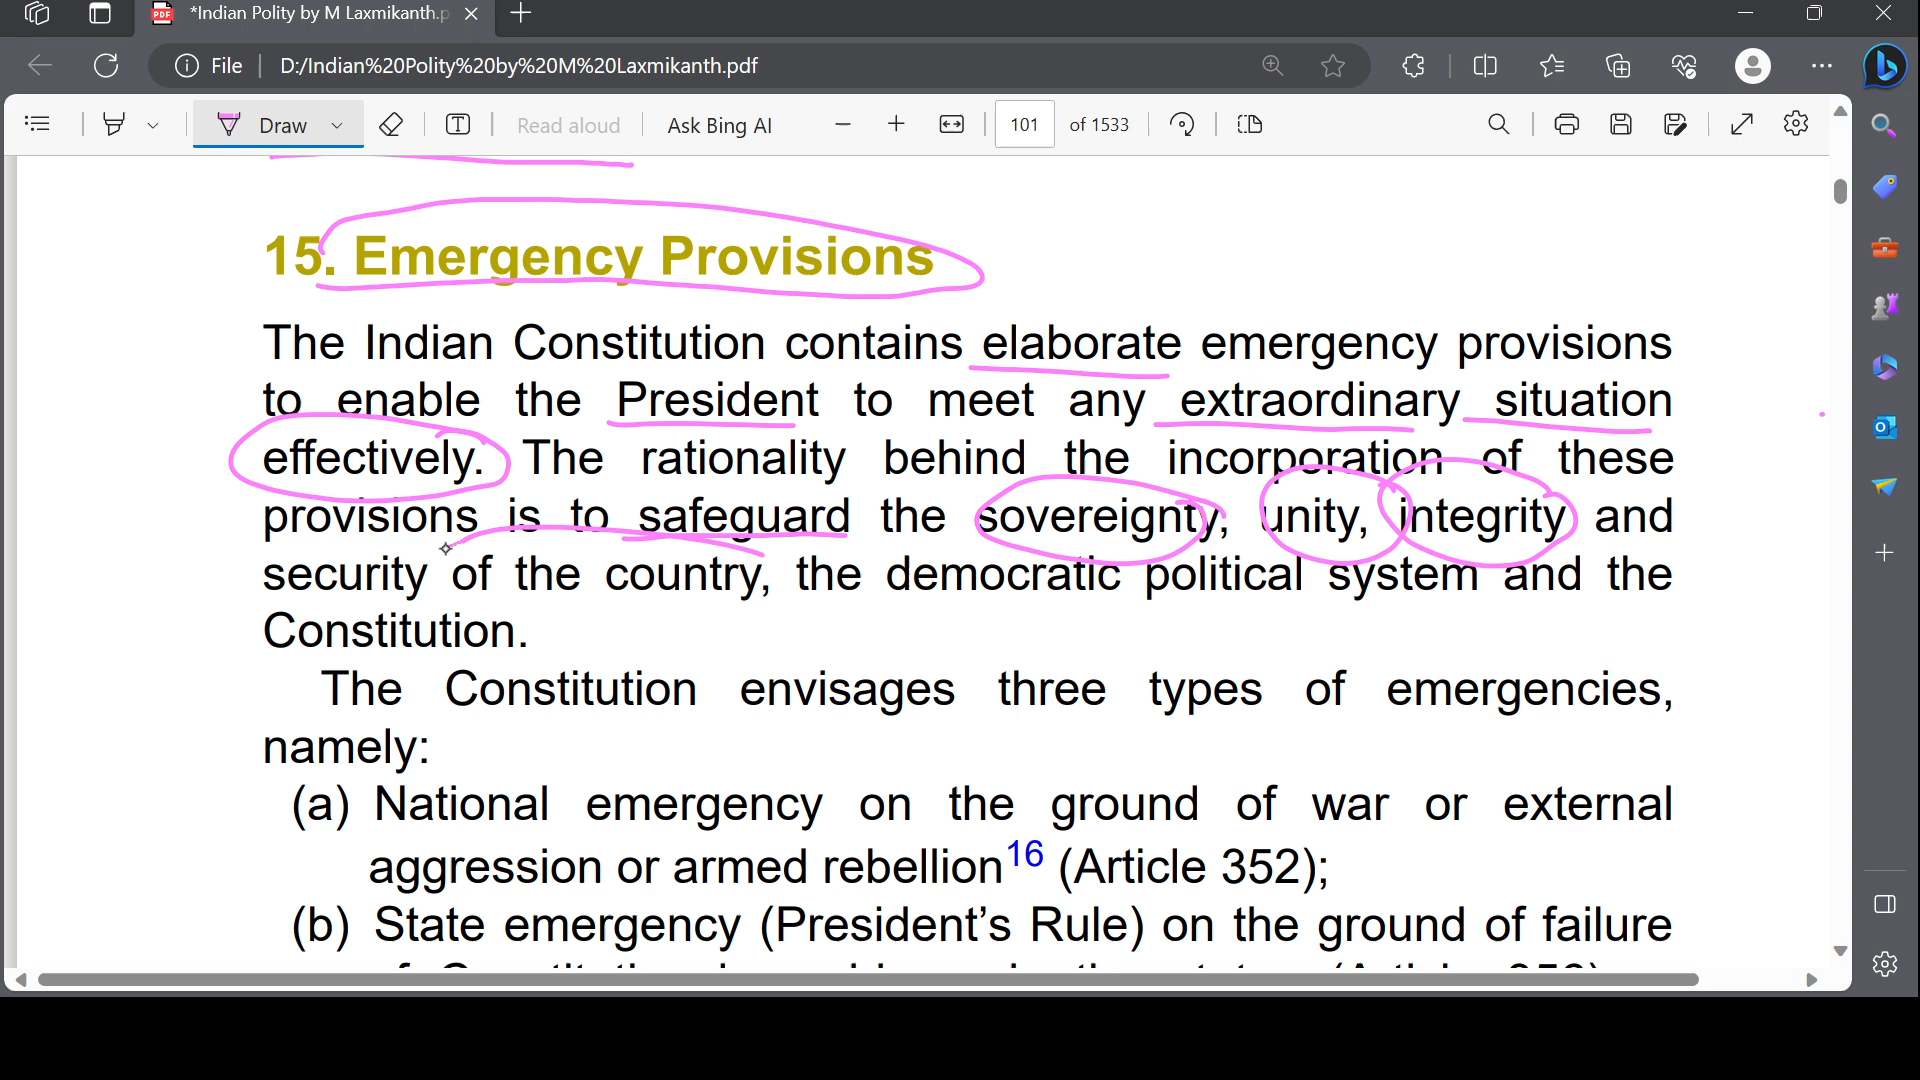 *Indian Polity by M Laxmikanth.p
File D:/Indian%20Polity%20by%20M%20Laxmikanth.pdf
Draw Read aloud Ask Bing AI 101 of 1533
15. Emergency Provisions
The Indian Constitution contains elaborate emergency provisions
to enable the President to meet any extraordinary situation
effectively. The rationality behind the incorporation of these
provisions is to safeguard the sovereignty, unity, integrity and
security of the country, the democratic political system and the
Constitution.
The Constitution envisages three types of emergencies,
namely:
(a) National emergency on the ground of war or external
aggression or armed rebellion16 (Article 352);
(b) State emergency (President's Rule) on the ground of failure